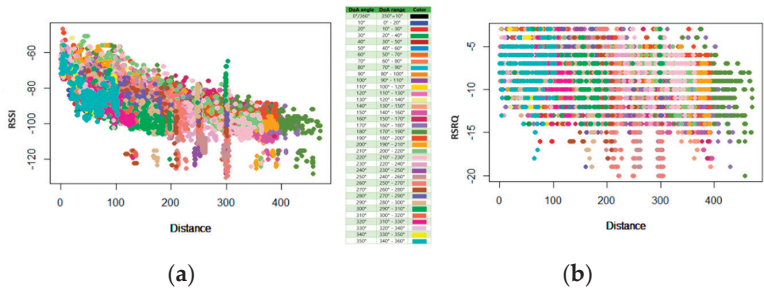 -60
-80
-100
-120
RSSI
0
100
200
300
400
Distance
(a)
DoA angle DoA range Color
0°/360° 350°÷10°
10° 0° - 20°
20° 10° - 30°
30° 20° - 40°
40° 30° - 50°
50° 40° - 60°
60° 50° - 70°
70° 60° - 80°
80° 70° - 90°
90° 80° - 100°
100° 90° - 110°
110° 100° - 120°
120° 110° - 130°
130° 120° - 140°
140° 130° - 150°
150° 140° - 160°
160° 150° - 170°
170° 160° - 180°
180° 170° - 190°
190° 180° - 200°
200° 190° - 210°
210° 200° - 220°
220° 210° - 230°
230° 220° - 240°
240° 230° - 250°
250° 240° - 260°
260° 250° - 270°
270° 260° - 280°
280° 270° - 290°
290° 280° - 300°
300° 290° - 310°
310° 300° - 320°
320° 310° - 330°
330° 320° - 340°
340° 330° - 350°
350° 340° - 360°
-5
-10
-15
-20
RSRQ
0
100
200
300
400
Distance
(b)